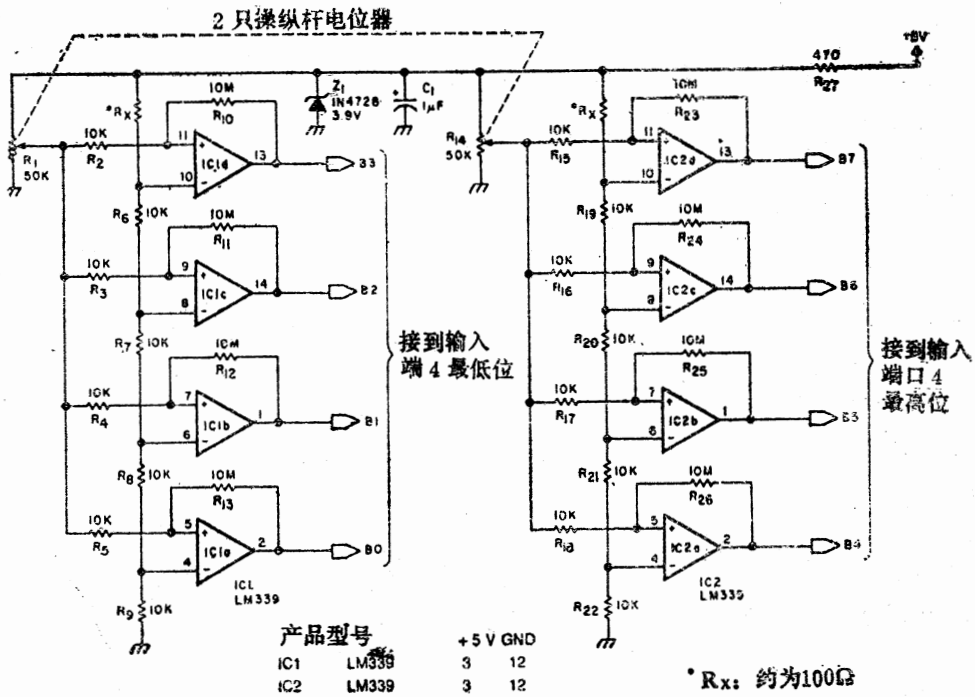 2 只操纵杆电位器
+8V
470
R27
*Rx
10M
R10
Z1
IN4728
3.9V
C1
1μF
+
*Rx
10M
R23
R1
50K
10K
R2
11
+
IC1d
13
B3
10
−
R14
50K
10K
R15
11
+
IC2d
13
B7
10
−
R6
10K
10M
R11
R19
10K
10M
R24
10K
R3
9
+
IC1c
14
B2
8
−
10K
R16
9
+
IC2c
14
B6
8
−
接到输入
端 4 最低位
接到输入
端口 4
最高位
R7
10K
10M
R12
R20
10K
10M
R25
10K
R4
7
+
IC1b
1
B1
6
−
10K
R17
7
+
IC2b
1
6
−
R8
10K
10M
R13
R21
10K
10M
R26
10K
R5
5
+
IC1a
2
B0
4
−
10K
R18
5
+
IC2a
2
B4
4
−
IC1
LM339
IC2
LM339
R9
10K
R22
10K
产品型号 +5 V GND
IC1 LM339 3 12
IC2 LM339 3 12
*Rx: 约为100Ω